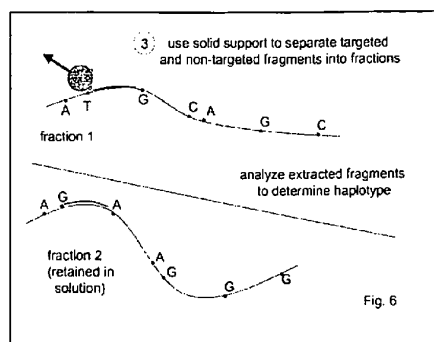 3 use solid support to separate targeted
and non-targeted fragments into fractions
A T G C A G C
fraction 1
analyze extracted fragments
to determine haplotype
A G A A G G G
fraction 2
(retained in
solution)
Fig. 6